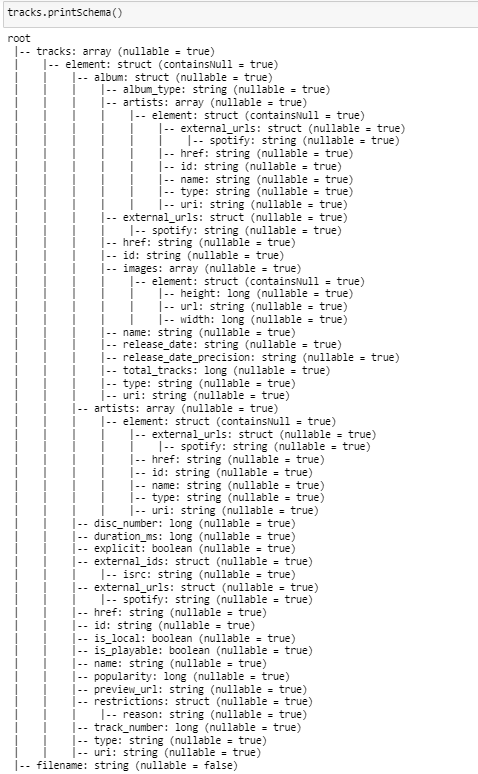 tracks.printSchema()
root
 |-- tracks: array (nullable = true)
 |    |-- element: struct (containsNull = true)
 |    |    |-- album: struct (nullable = true)
 |    |    |    |-- album_type: string (nullable = true)
 |    |    |    |-- artists: array (nullable = true)
 |    |    |    |    |-- element: struct (containsNull = true)
 |    |    |    |    |    |-- external_urls: struct (nullable = true)
 |    |    |    |    |    |    |-- spotify: string (nullable = true)
 |    |    |    |    |    |-- href: string (nullable = true)
 |    |    |    |    |    |-- id: string (nullable = true)
 |    |    |    |    |    |-- name: string (nullable = true)
 |    |    |    |    |    |-- type: string (nullable = true)
 |    |    |    |    |    |-- uri: string (nullable = true)
 |    |    |    |-- external_urls: struct (nullable = true)
 |    |    |    |    |-- spotify: string (nullable = true)
 |    |    |    |-- href: string (nullable = true)
 |    |    |    |-- id: string (nullable = true)
 |    |    |    |-- images: array (nullable = true)
 |    |    |    |    |-- element: struct (containsNull = true)
 |    |    |    |    |    |-- height: long (nullable = true)
 |    |    |    |    |    |-- url: string (nullable = true)
 |    |    |    |    |    |-- width: long (nullable = true)
 |    |    |    |-- name: string (nullable = true)
 |    |    |    |-- release_date: string (nullable = true)
 |    |    |    |-- release_date_precision: string (nullable = true)
 |    |    |    |-- total_tracks: long (nullable = true)
 |    |    |    |-- type: string (nullable = true)
 |    |    |    |-- uri: string (nullable = true)
 |    |    |-- artists: array (nullable = true)
 |    |    |    |-- element: struct (containsNull = true)
 |    |    |    |    |-- external_urls: struct (nullable = true)
 |    |    |    |    |    |-- spotify: string (nullable = true)
 |    |    |    |    |-- href: string (nullable = true)
 |    |    |    |    |-- id: string (nullable = true)
 |    |    |    |    |-- name: string (nullable = true)
 |    |    |    |    |-- type: string (nullable = true)
 |    |    |    |    |-- uri: string (nullable = true)
 |    |    |-- disc_number: long (nullable = true)
 |    |    |-- duration_ms: long (nullable = true)
 |    |    |-- explicit: boolean (nullable = true)
 |    |    |-- external_ids: struct (nullable = true)
 |    |    |    |-- isrc: string (nullable = true)
 |    |    |-- external_urls: struct (nullable = true)
 |    |    |    |-- spotify: string (nullable = true)
 |    |    |-- href: string (nullable = true)
 |    |    |-- id: string (nullable = true)
 |    |    |-- is_local: boolean (nullable = true)
 |    |    |-- is_playable: boolean (nullable = true)
 |    |    |-- name: string (nullable = true)
 |    |    |-- popularity: long (nullable = true)
 |    |    |-- preview_url: string (nullable = true)
 |    |    |-- restrictions: struct (nullable = true)
 |    |    |    |-- reason: string (nullable = true)
 |    |    |-- track_number: long (nullable = true)
 |    |    |-- type: string (nullable = true)
 |    |    |-- uri: string (nullable = true)
 |-- filename: string (nullable = false)